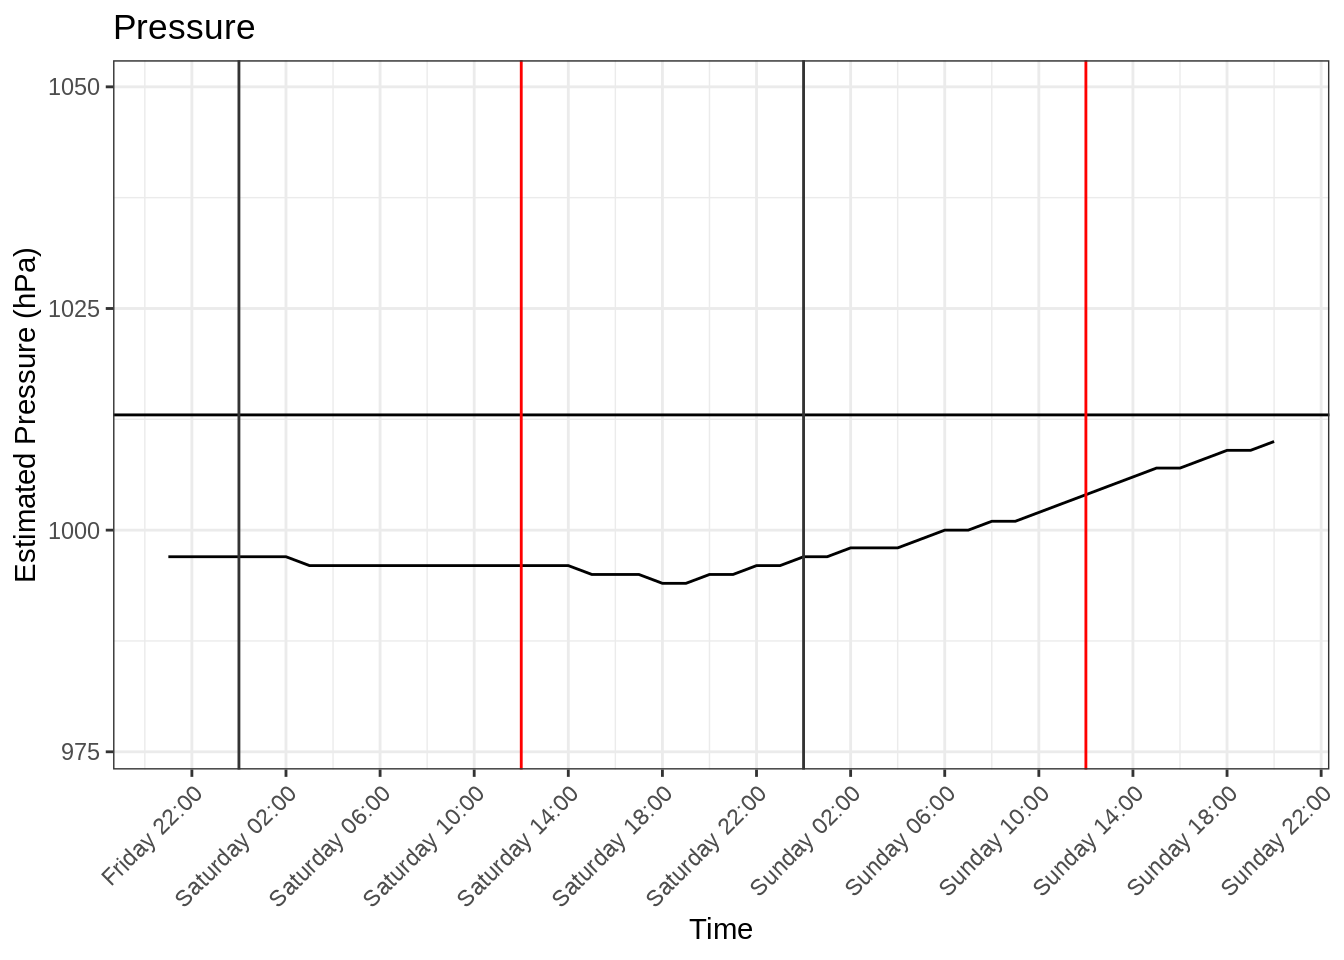 Pressure
Estimated Pressure (hPa)
1050
1025
1000
975
Friday 22:00
Saturday 02:00
Saturday 06:00
Saturday 10:00
Saturday 14:00
Saturday 18:00
Saturday 22:00
Sunday 02:00
Sunday 06:00
Sunday 10:00
Sunday 14:00
Sunday 18:00
Sunday 22:00
Time